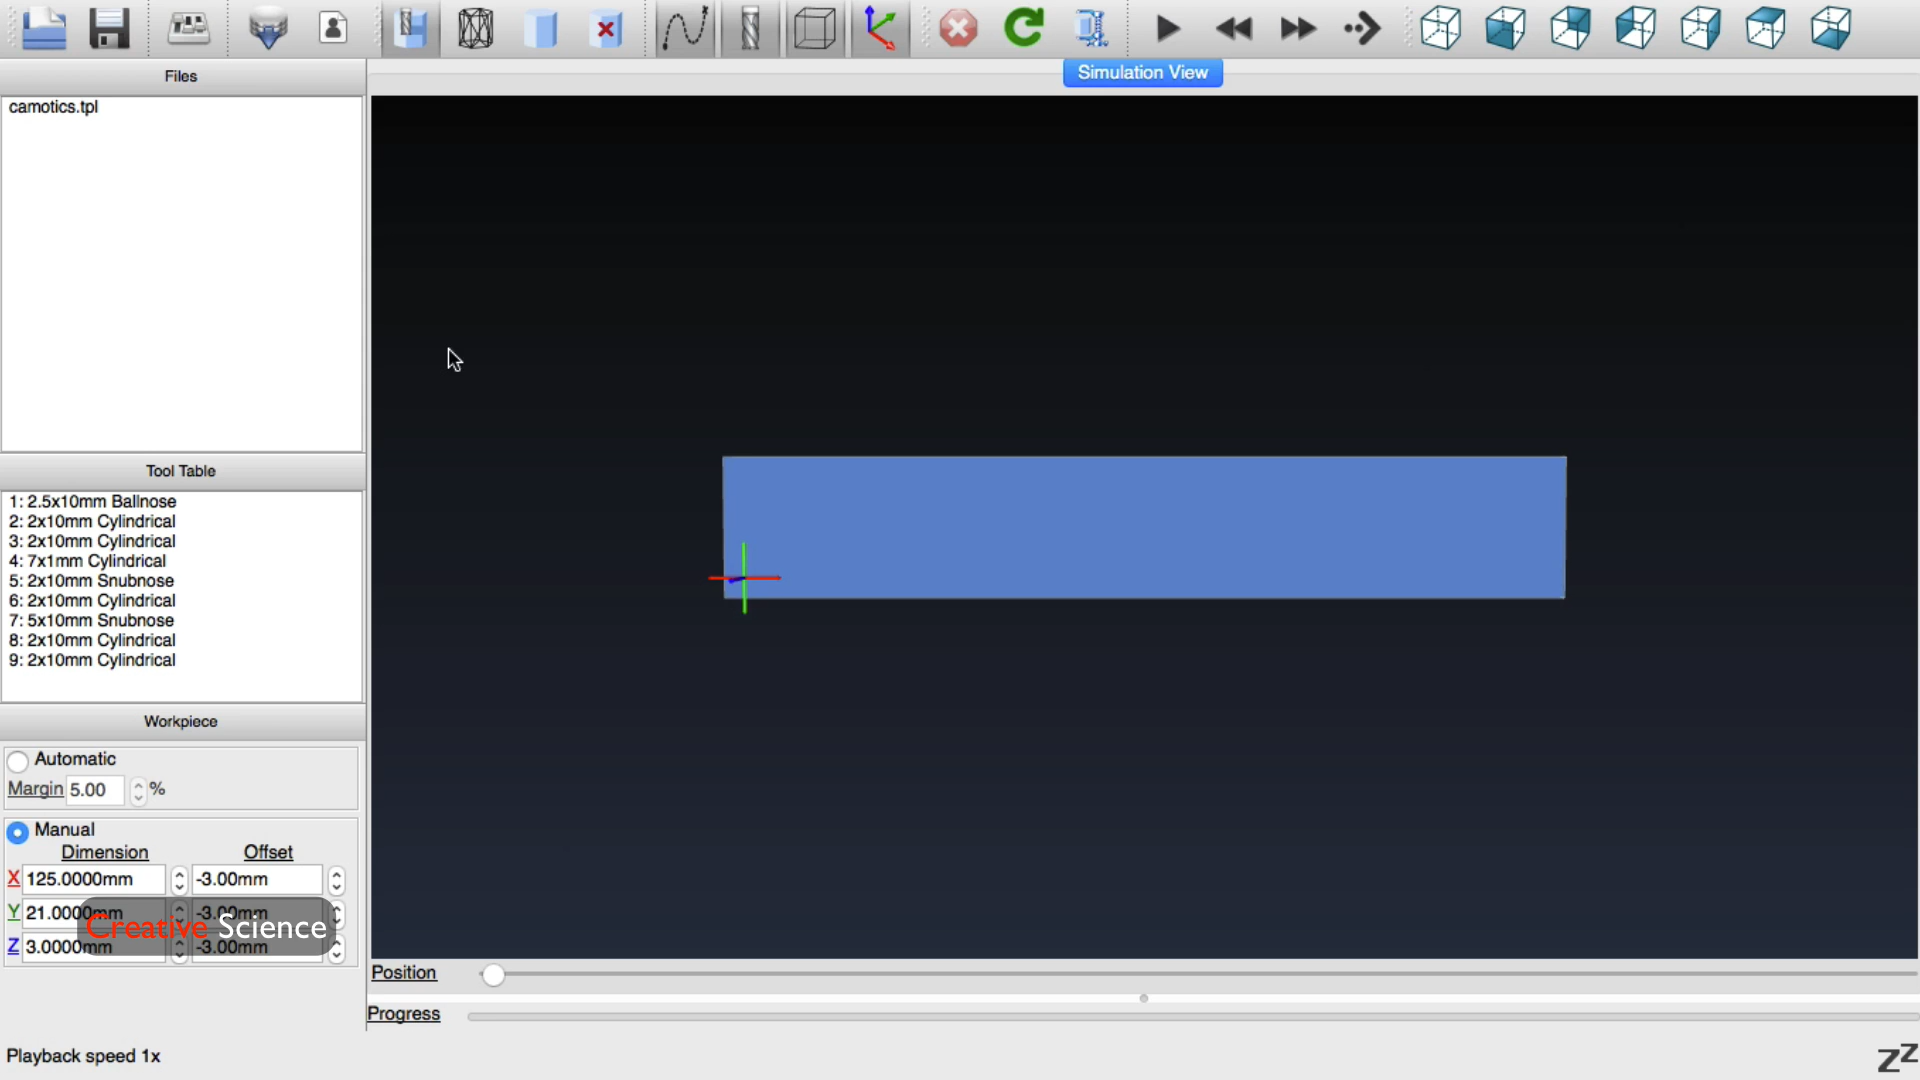 Simulation View
Files
camotics.tpl
Tool Table
1: 2.5x10mm Ballnose
2: 2x10mm Cylindrical
3: 2x10mm Cylindrical
4: 7x1mm Cylindrical
5: 2x10mm Snubnose
6: 2x10mm Cylindrical
7: 5x10mm Snubnose
8: 2x10mm Cylindrical
9: 2x10mm Cylindrical
Workpiece
Automatic
Margin 5.00 %
Manual
Dimension Offset
X 125.0000mm -3.00mm
Y 21.0000mm -3.00mm
Creative Science
Z 3.0000mm -3.00mm
Position
Progress
Playback speed 1x
zz